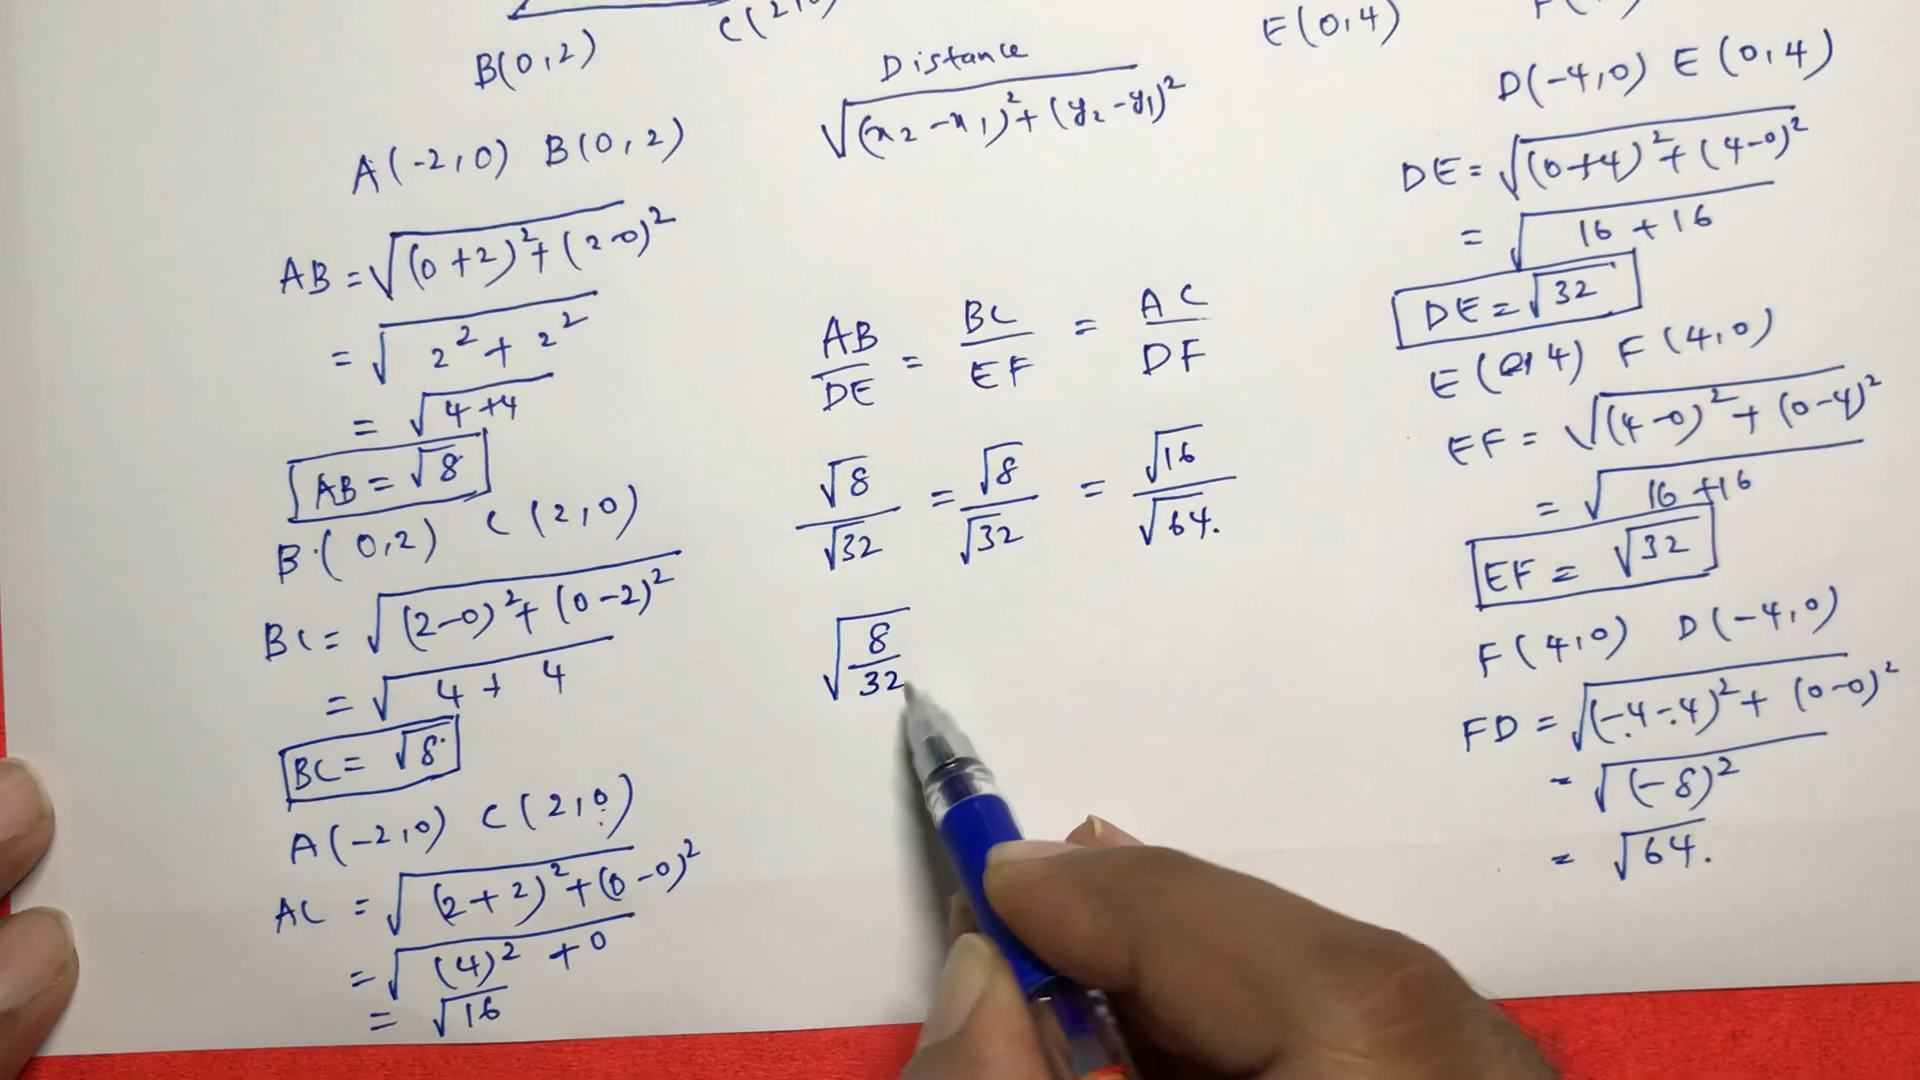 B(0,2)
A(-2,0) B(0,2)
AB = √(0+2)²+(2-0)²
= √2²+2²
= √4+4
AB = √8
B(0,2) C(2,0)
BC = √(2-0)²+(0-2)²
= √4+4
BC = √8
A(-2,0) C(2,0)
AC = √(2+2)²+(0-0)²
= √(4)²+0
= √16
Distance
√(x₂-x₁)²+(y₂-y₁)²
AB/DE = BC/EF = AC/DF
√8/√32 = √8/√32 = √16/√64.
√8/32
E(0,4)
D(-4,0) E(0,4)
DE = √(0+4)²+(4-0)²
= √16+16
DE = √32
E(0,4) F(4,0)
EF = √(4-0)²+(0-4)²
= √16+16
EF = √32
F(4,0) D(-4,0)
FD = √(-4-4)²+(0-0)²
= √(-8)²
= √64.